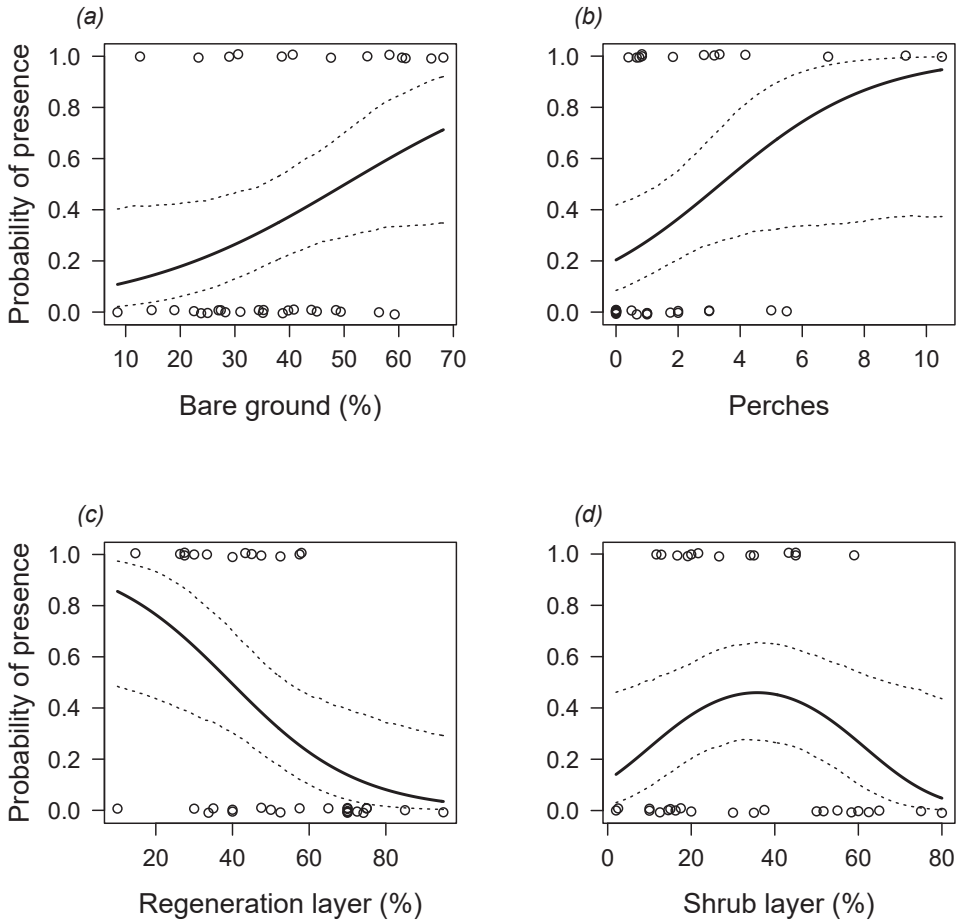 (a)
Probability of presence
1.0
0.8
0.6
0.4
0.2
0.0
10 20 30 40 50 60 70
Bare ground (%)
(b)
1.0
0.8
0.6
0.4
0.2
0.0
0 2 4 6 8 10
Perches
(c)
Probability of presence
1.0
0.8
0.6
0.4
0.2
0.0
20 40 60 80
Regeneration layer (%)
(d)
1.0
0.8
0.6
0.4
0.2
0.0
0 20 40 60 80
Shrub layer (%)